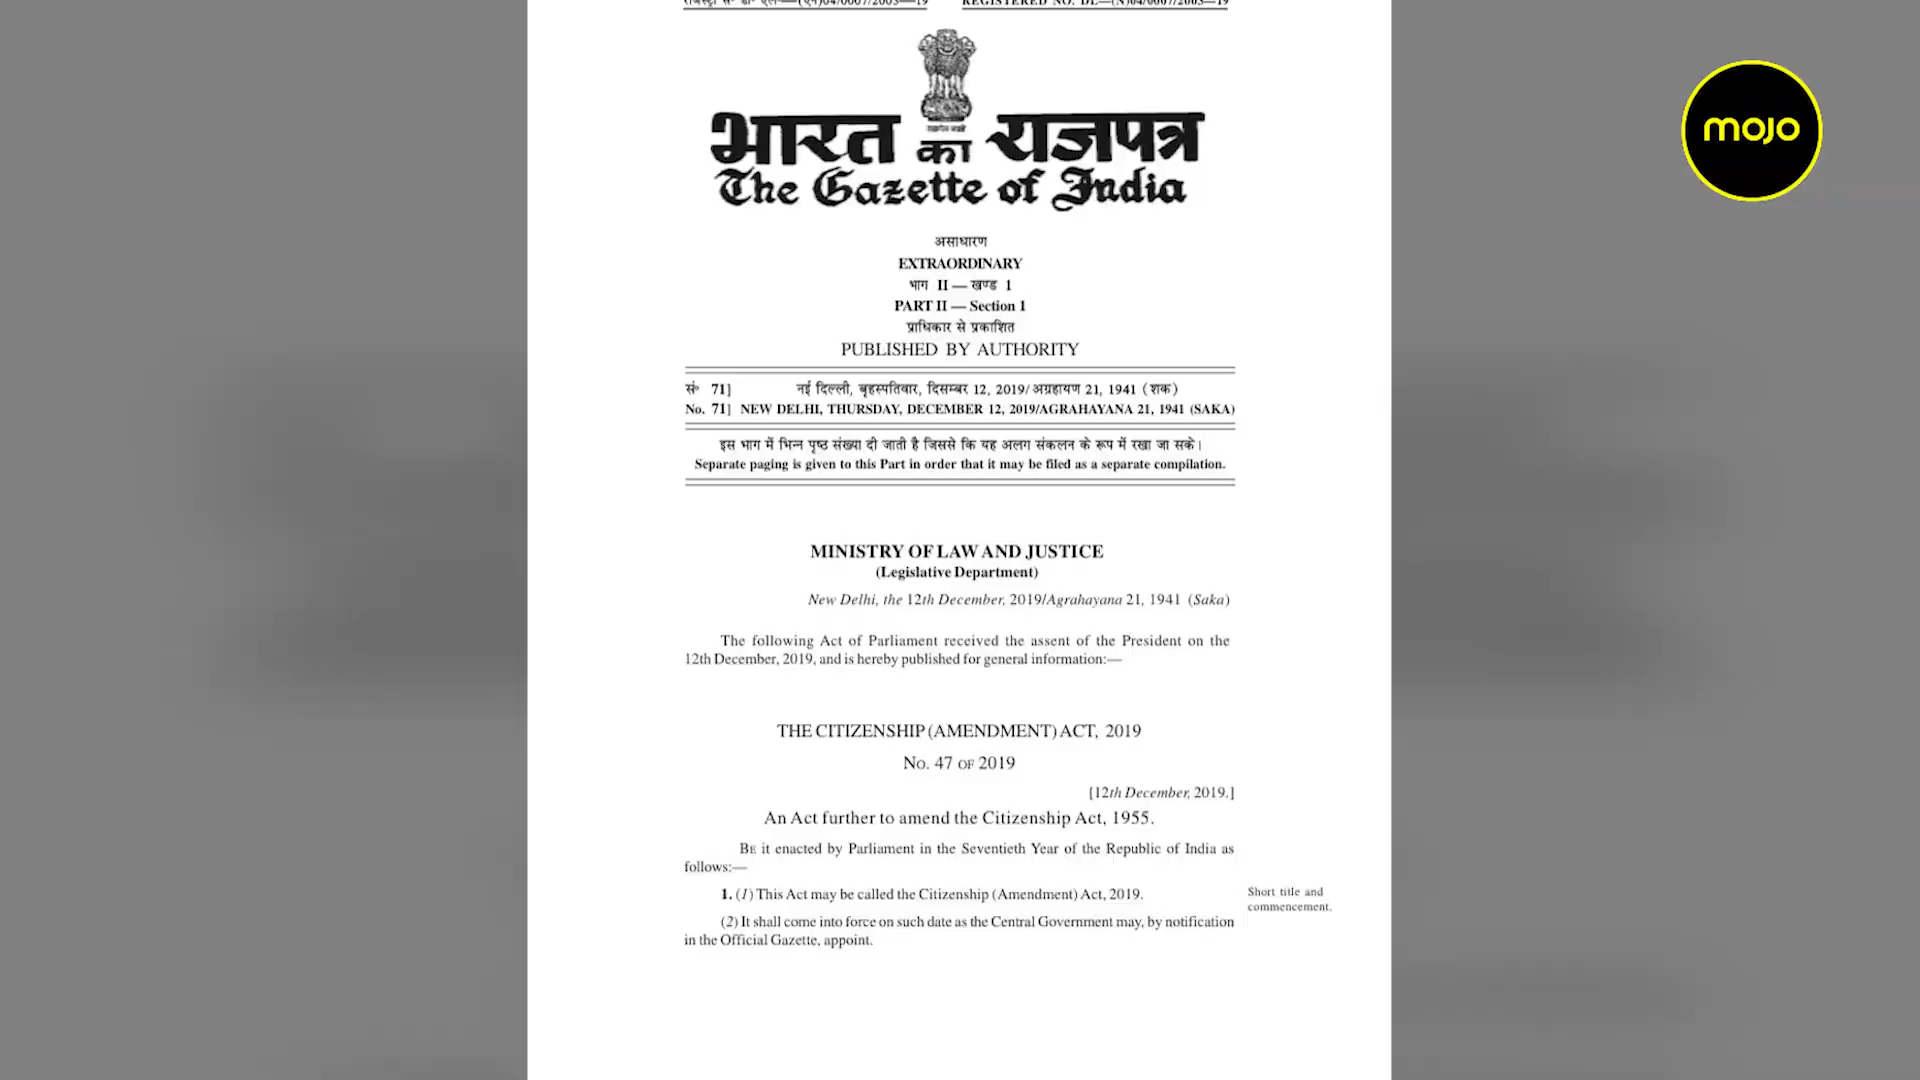 REGISTERED NO. DL—(N)04/0007/2003—19
भारत का राजपत्र
The Gazette of India
असाधारण
EXTRAORDINARY
भाग II — खण्ड 1
PART II — Section 1
प्राधिकार से प्रकाशित
PUBLISHED BY AUTHORITY
सं॰ 71] नई दिल्ली, बृहस्पतिवार, दिसम्बर 12, 2019/ अग्रहायण 21, 1941 (शक)
No. 71] NEW DELHI, THURSDAY, DECEMBER 12, 2019/AGRAHAYANA 21, 1941 (SAKA)
इस भाग में भिन्न पृष्ठ संख्या दी जाती है जिससे कि यह अलग संकलन के रूप में रखा जा सके।
Separate paging is given to this Part in order that it may be filed as a separate compilation.
MINISTRY OF LAW AND JUSTICE
(Legislative Department)
New Delhi, the 12th December, 2019/Agrahayana 21, 1941 (Saka)
The following Act of Parliament received the assent of the President on the
12th December, 2019, and is hereby published for general information:—
THE CITIZENSHIP (AMENDMENT) ACT, 2019
NO. 47 OF 2019
[12th December, 2019.]
An Act further to amend the Citizenship Act, 1955.
BE it enacted by Parliament in the Seventieth Year of the Republic of India as
follows:—
1. (1) This Act may be called the Citizenship (Amendment) Act, 2019.
Short title and
commencement.
(2) It shall come into force on such date as the Central Government may, by notification
in the Official Gazette, appoint.
mojo